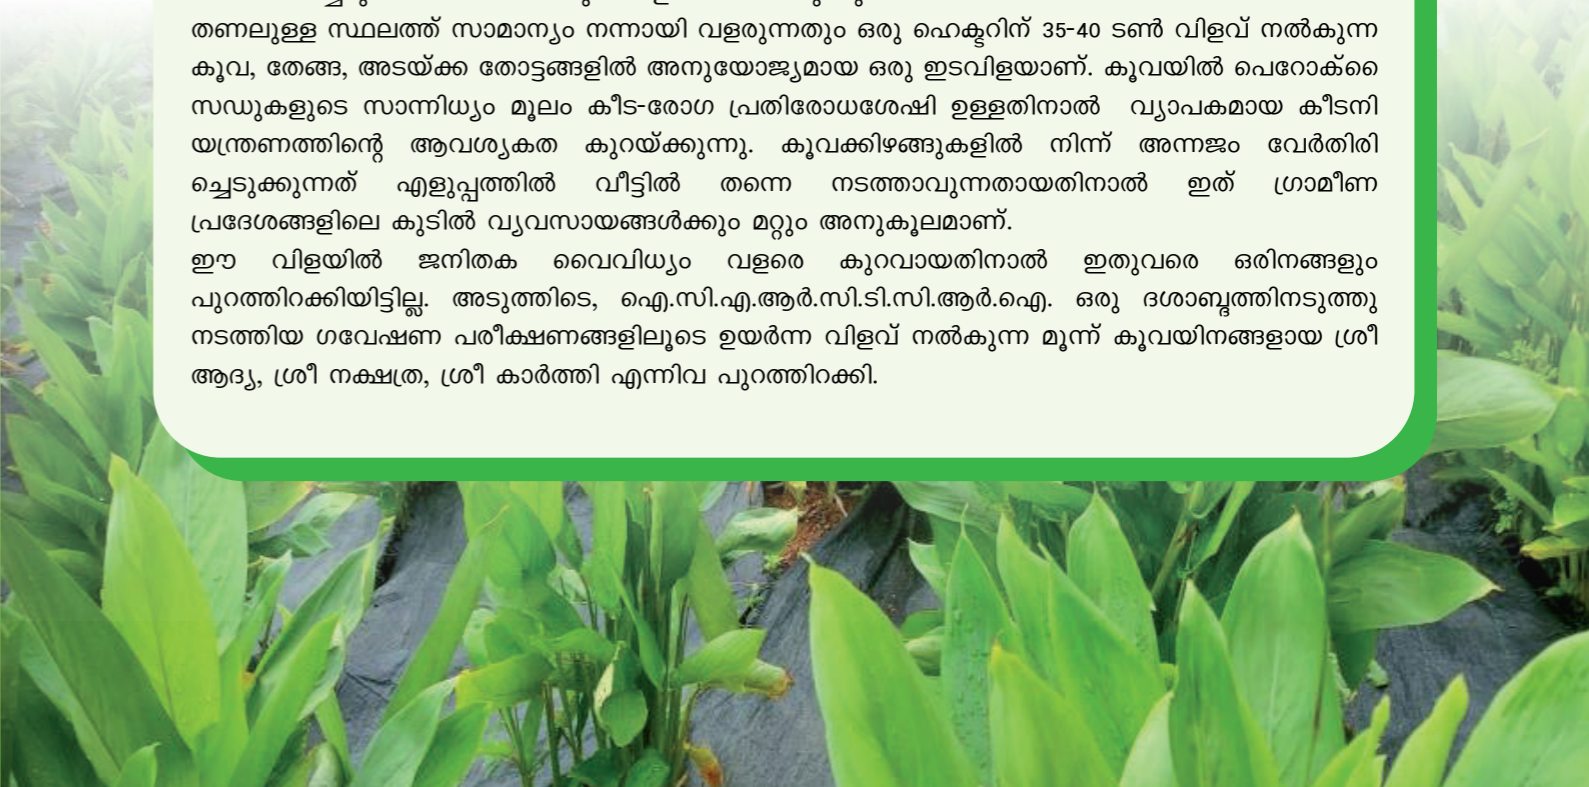 തണലുള്ള സ്ഥലത്ത് സാമാന്യം നന്നായി വളരുന്നതും ഒരു ഹെക്ടറിന് 35-40 ടൺ വിളവ് നൽകുന്ന
കൂവ, തേങ്ങ, അടയ്ക്ക തോട്ടങ്ങളിൽ അനുയോജ്യമായ ഒരു ഇടവിളയാണ്. കൂവയിൽ പെറോക്സൈ
സഡുകളുടെ സാന്നിധ്യം മൂലം കീട-രോഗ പ്രതിരോധശേഷി ഉള്ളതിനാൽ വ്യാപകമായ കീടനി
യന്ത്രണത്തിന്റെ ആവശ്യകത കുറയ്ക്കുന്നു. കൂവക്കിഴങ്ങുകളിൽ നിന്ന് അന്നജം വേർതിരി
ച്ചെടുക്കുന്നത് എളുപ്പത്തിൽ വീട്ടിൽ തന്നെ നടത്താവുന്നതായതിനാൽ ഇത് ഗ്രാമീണ
പ്രദേശങ്ങളിലെ കുടിൽ വ്യവസായങ്ങൾക്കും മറ്റും അനുകൂലമാണ്.
ഈ വിളയിൽ ജനിതക വൈവിധ്യം വളരെ കുറവായതിനാൽ ഇതുവരെ ഒരിനങ്ങളും
പുറത്തിറക്കിയിട്ടില്ല. അടുത്തിടെ, ഐ.സി.എ.ആർ.സി.ടി.സി.ആർ.ഐ. ഒരു ദശാബ്ദത്തിനടുത്തു
നടത്തിയ ഗവേഷണ പരീക്ഷണങ്ങളിലൂടെ ഉയർന്ന വിളവ് നൽകുന്ന മൂന്ന് കൂവയിനങ്ങളായ ശ്രീ
ആദ്യ, ശ്രീ നക്ഷത്ര, ശ്രീ കാർത്തി എന്നിവ പുറത്തിറക്കി.